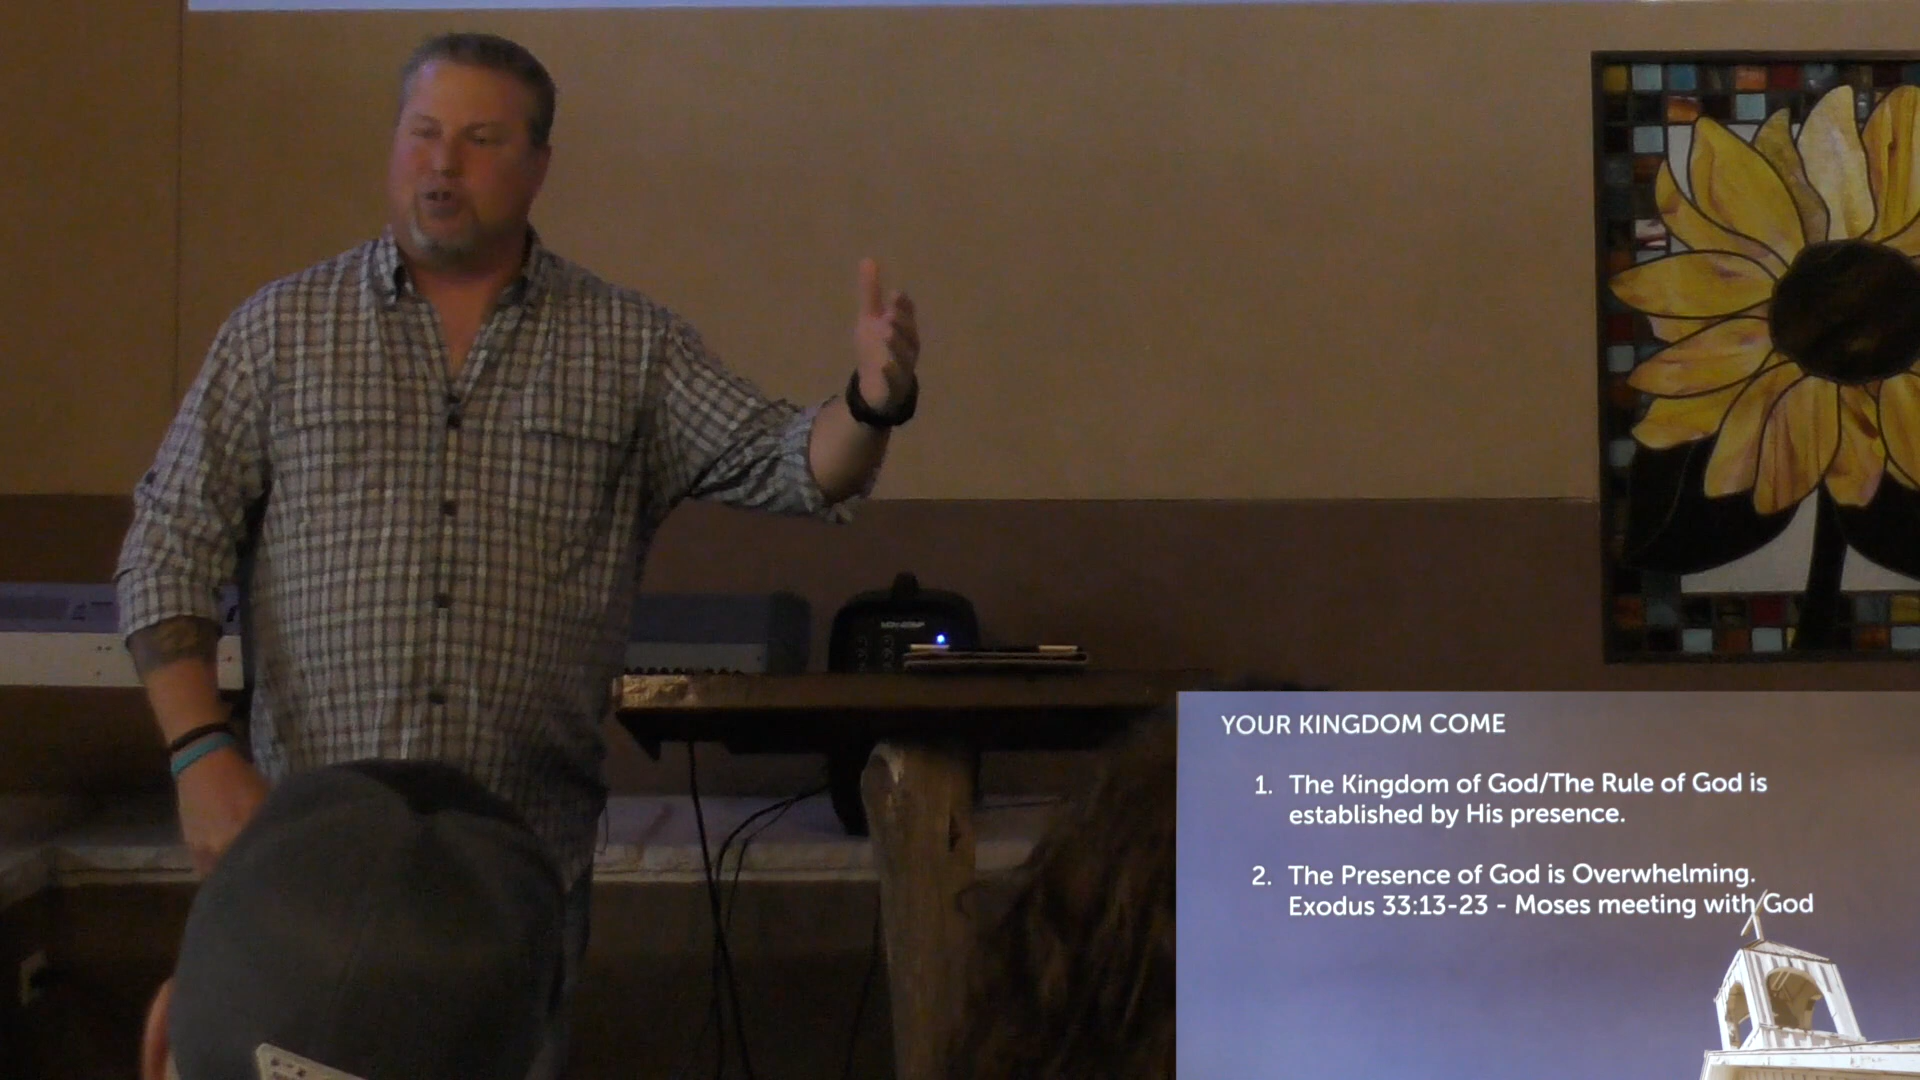 YOUR KINGDOM COME
1. The Kingdom of God/The Rule of God is
established by His presence.
2. The Presence of God is Overwhelming.
Exodus 33:13-23 - Moses meeting with God